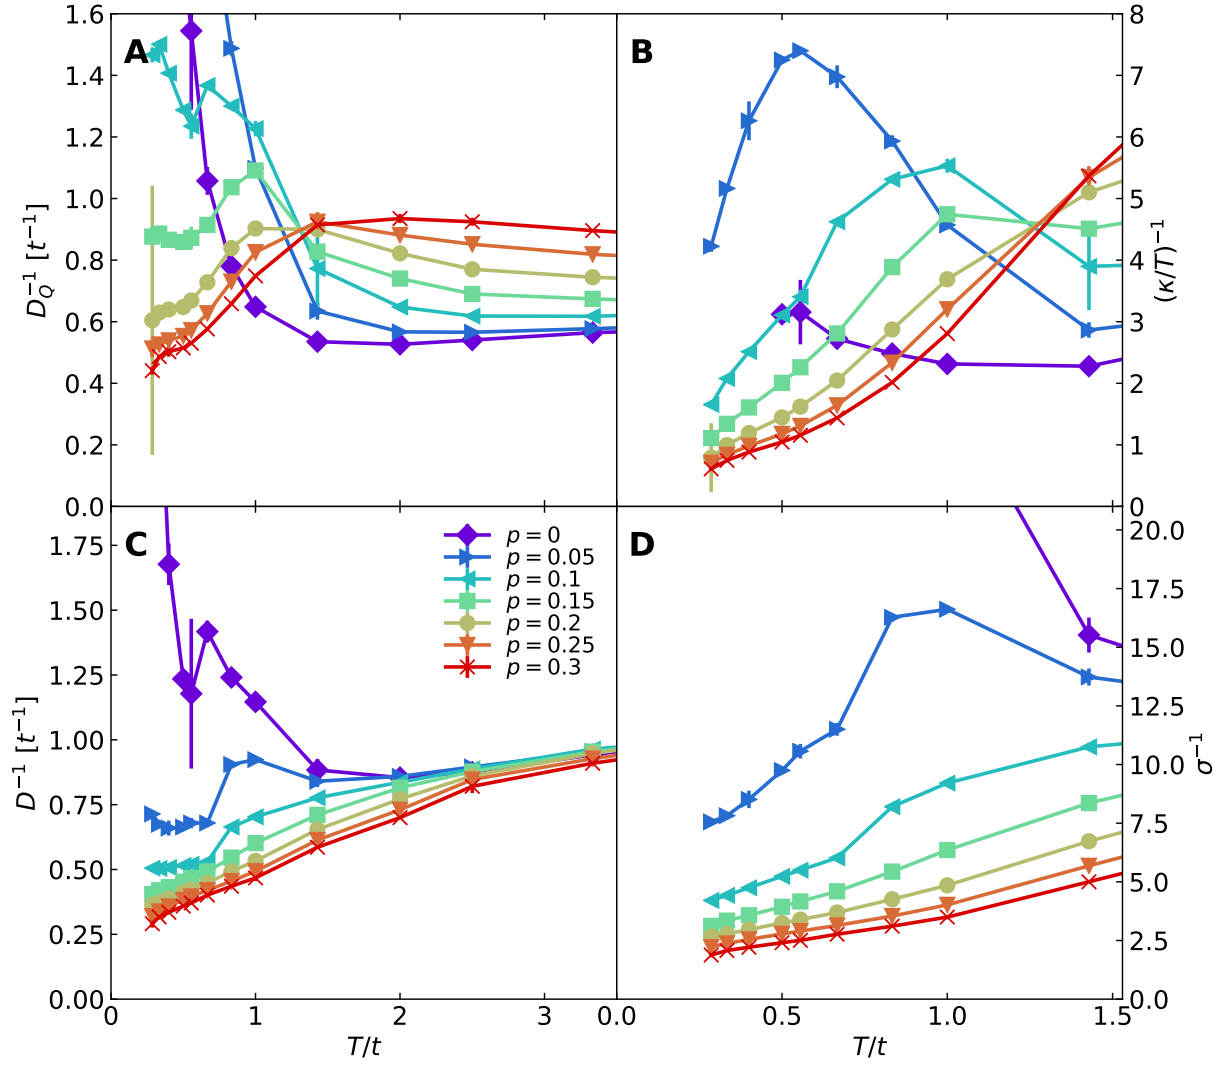 A
B
1.6
1.4
1.2
1.0
0.8
0.6
0.4
0.2
0.0
D_Q^{-1} [t^{-1}]
8
7
6
5
4
3
2
1
0
(κ/T)^{-1}
C
D
p = 0
p = 0.05
p = 0.1
p = 0.15
p = 0.2
p = 0.25
p = 0.3
1.75
1.50
1.25
1.00
0.75
0.50
0.25
0.00
D^{-1} [t^{-1}]
20.0
17.5
15.0
12.5
10.0
7.5
5.0
2.5
0.0
σ^{-1}
0 1 2 3
0.0 0.5 1.0 1.5
T/t
T/t